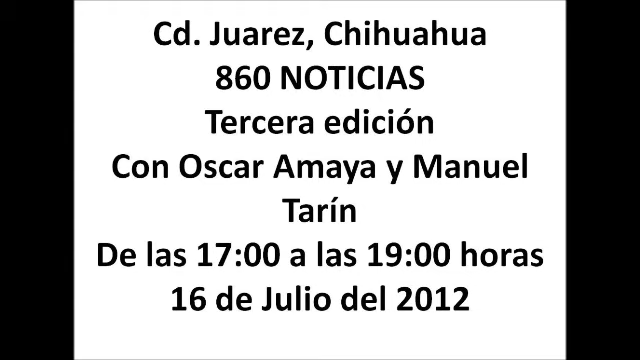 Cd. Juarez, Chihuahua
860 NOTICIAS
Tercera edición
Con Oscar Amaya y Manuel
Tarín
De las 17:00 a las 19:00 horas
16 de Julio del 2012